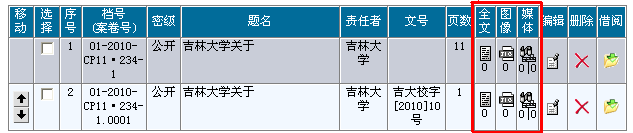 移动 选择 序号 档号(案卷号) 密级 题名 责任者 文号 页数 全文 图像 媒体 编辑 删除 借阅
1 01-2010-CP11·234-1 公开 吉林大学关于 吉林大学 11 0 0 0|0
2 01-2010-CP11·234-1.0001 公开 吉林大学关于 吉林大学 吉大校字[2010]10号 1 0 0 0|0